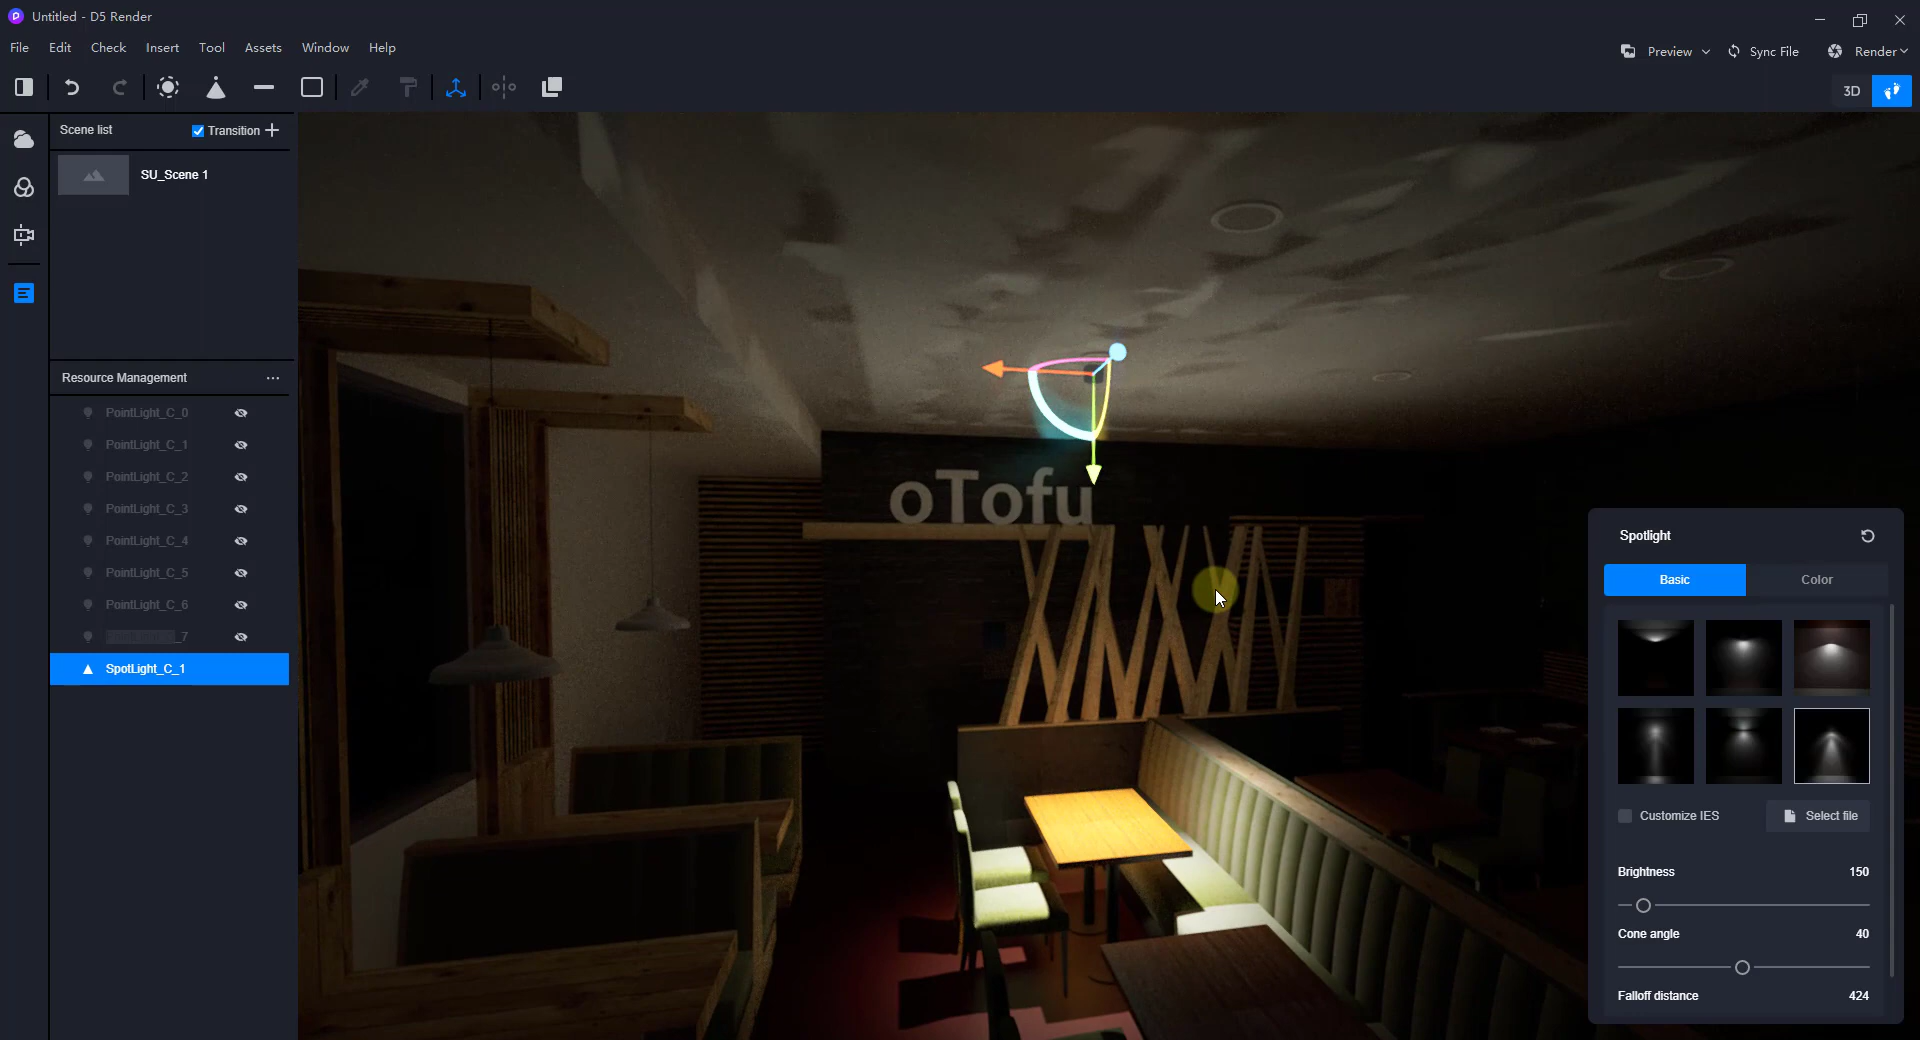 Untitled - D5 Render
File Edit Check Insert Tool Assets Window Help
Preview Sync File Render
3D
Scene list Transition
SU_Scene 1
Resource Management
PointLight_C_0
PointLight_C_1
PointLight_C_2
PointLight_C_3
PointLight_C_4
PointLight_C_5
PointLight_C_6
_7
SpotLight_C_1
oTofu
Spotlight
Basic Color
Customize IES Select file
Brightness 150
Cone angle 40
Falloff distance 424